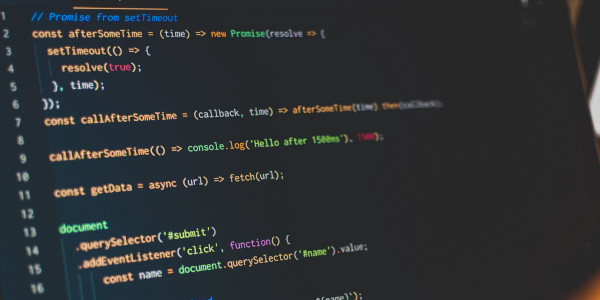 1 // Promise from setTimeout
2 const afterSomeTime = (time) => new Promise(resolve => {
3 setTimeout(() => {
4 resolve(true);
5 }, time);
6 });
7 const callAfterSomeTime = (callback, time) => afterSomeTime(time).then(callback);
8
9 callAfterSomeTime(() => console.log('Hello after 1500ms'), 1500);
10
11 const getData = async (url) => fetch(url);
12
13 document
14 .querySelector('#submit')
15 .addEventListener('click', function() {
16 const name = document.querySelector('#name').value;